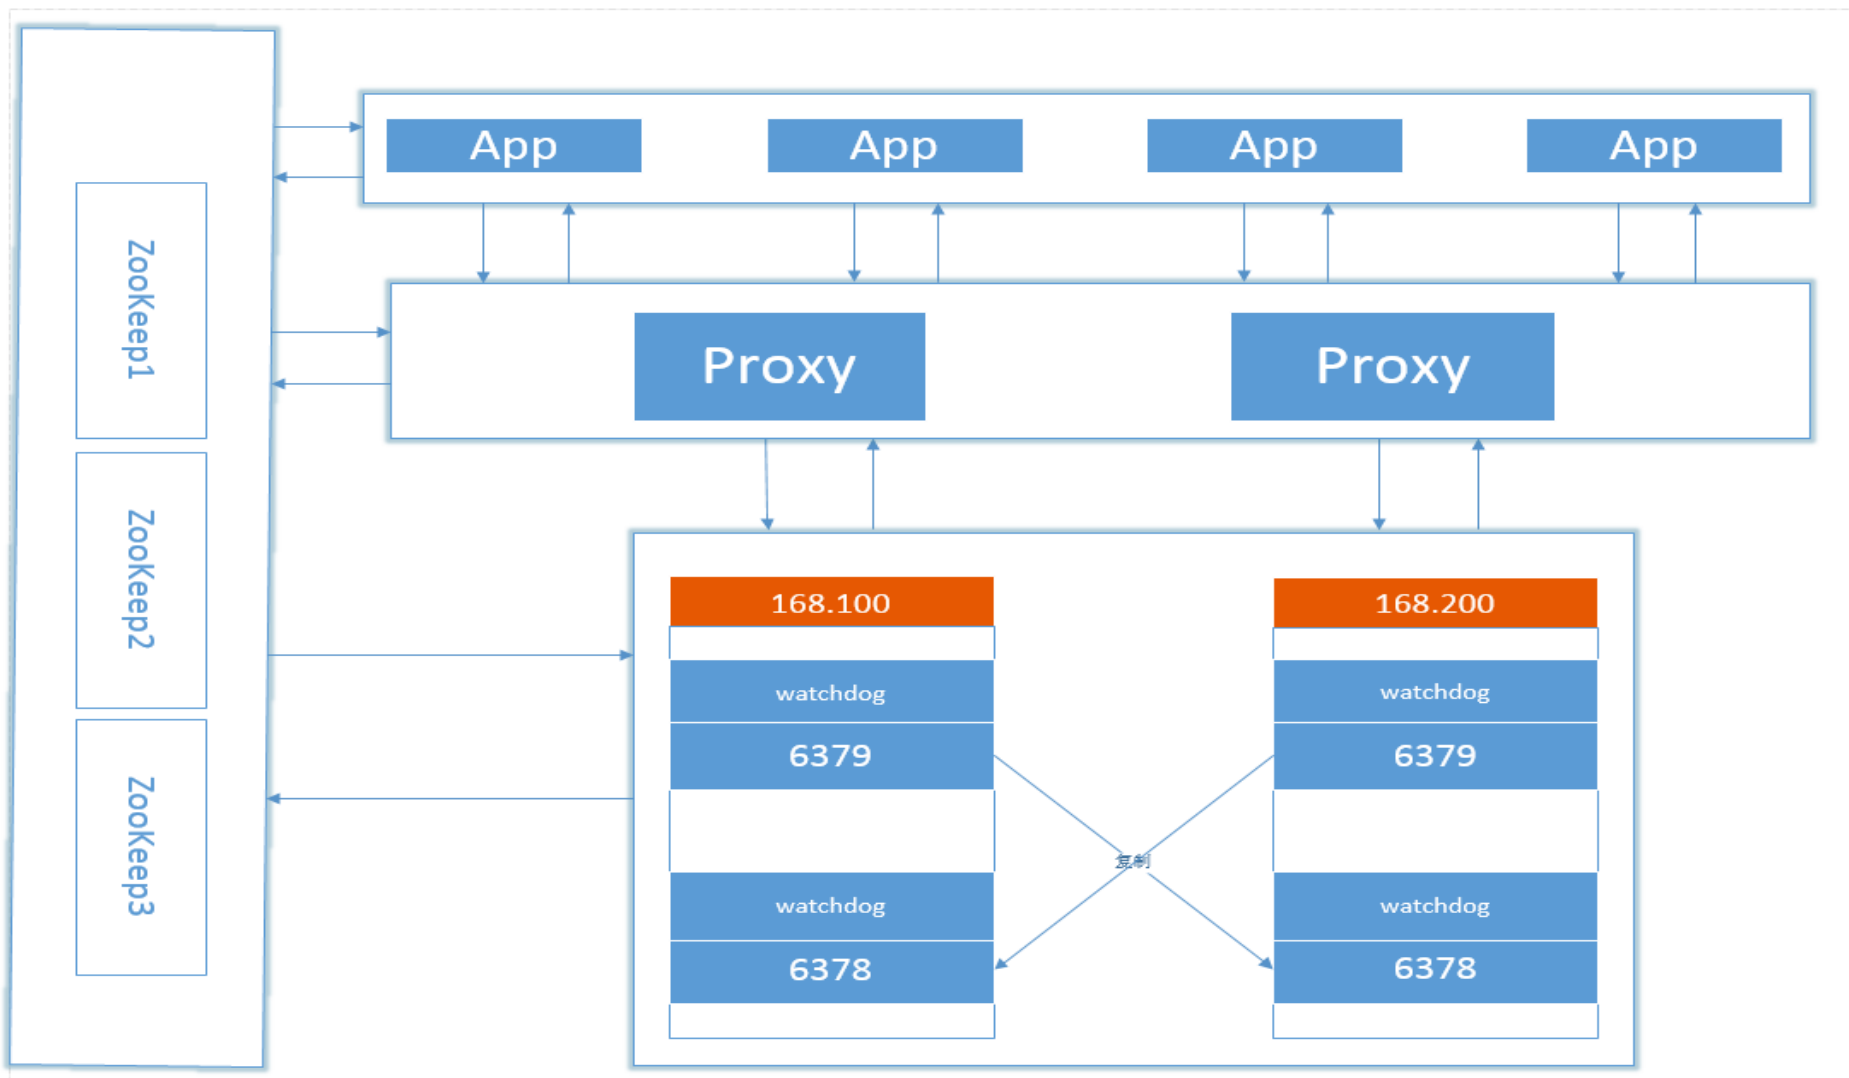 ZooKeep1
ZooKeep2
ZooKeep3
App
App
App
App
Proxy
Proxy
168.100
watchdog
6379
watchdog
6378
复制
168.200
watchdog
6379
watchdog
6378